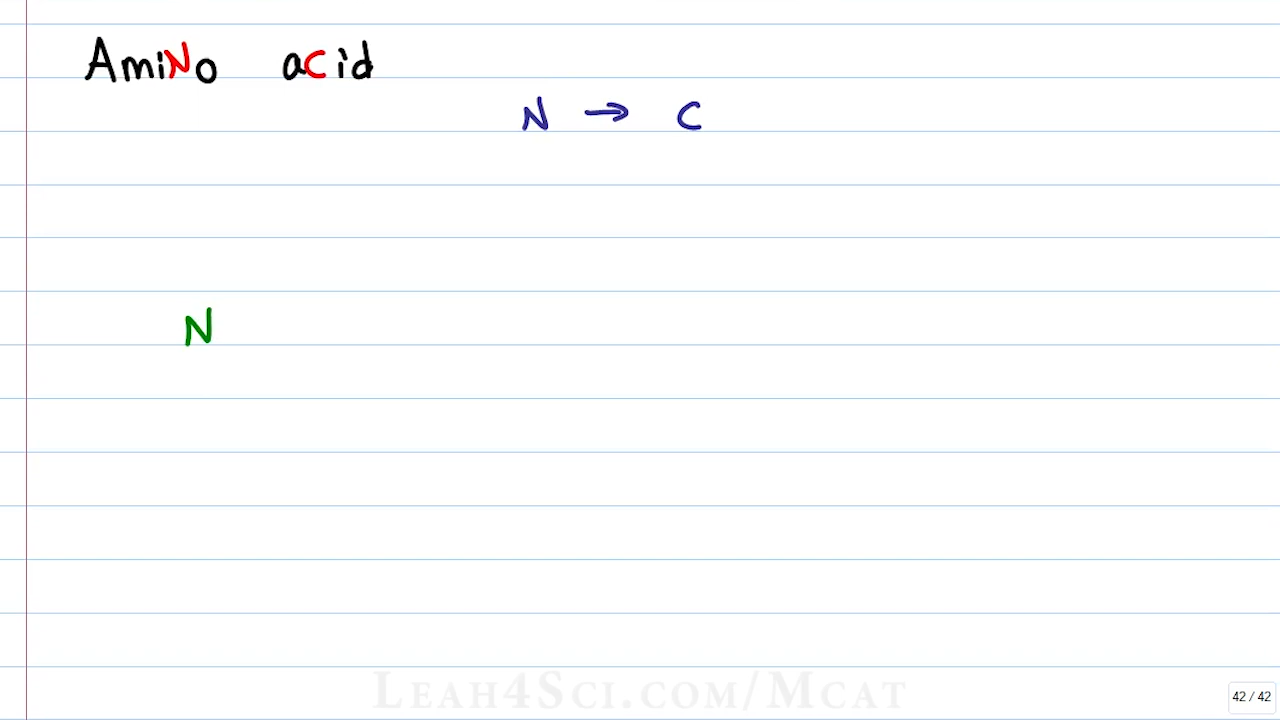 AmiNo acid
N → C
N
LEAH4SCI.COM/MCAT
42 / 42